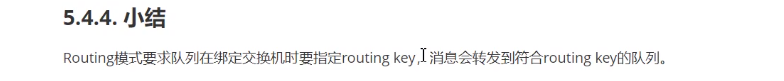 5.4.4. 小结
Routing模式要求队列在绑定交换机时要指定routing key，消息会转发到符合routing key的队列。